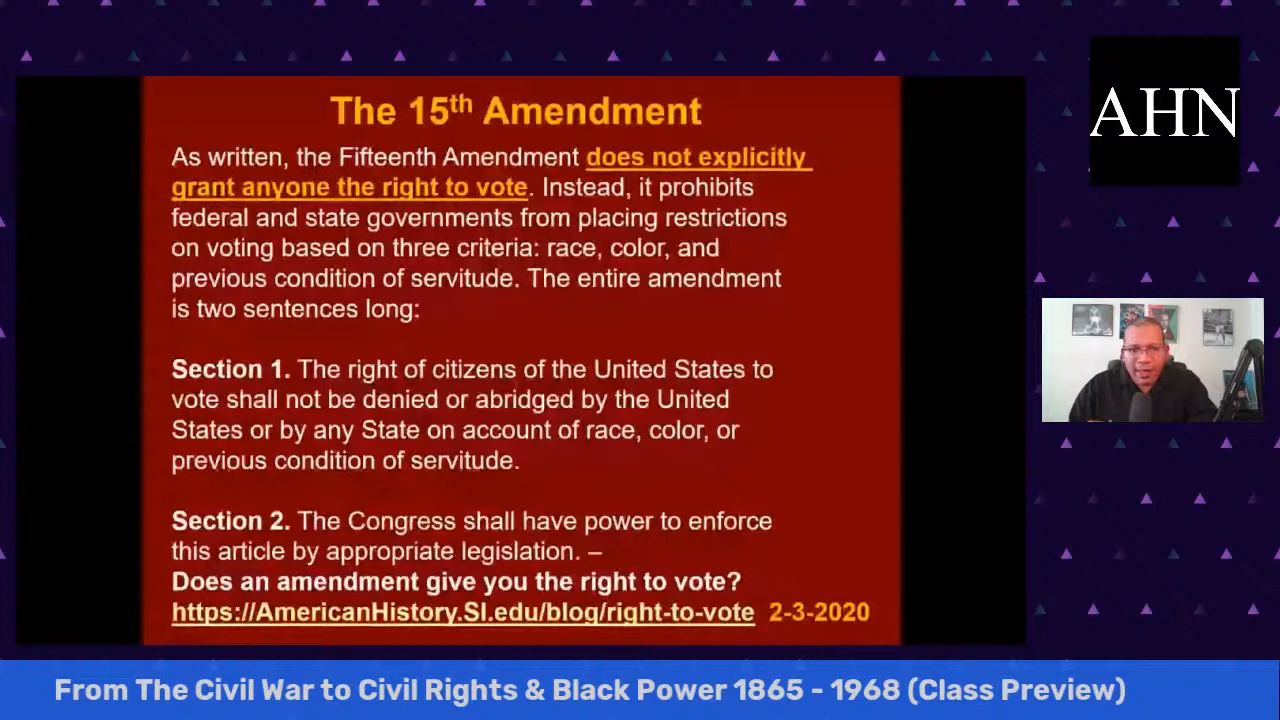 The 15th Amendment
As written, the Fifteenth Amendment does not explicitly
grant anyone the right to vote. Instead, it prohibits
federal and state governments from placing restrictions
on voting based on three criteria: race, color, and
previous condition of servitude. The entire amendment
is two sentences long:
Section 1. The right of citizens of the United States to
vote shall not be denied or abridged by the United
States or by any State on account of race, color, or
previous condition of servitude.
Section 2. The Congress shall have power to enforce
this article by appropriate legislation. –
Does an amendment give you the right to vote?
https://AmericanHistory.SI.edu/blog/right-to-vote 2-3-2020
AHN
From The Civil War to Civil Rights & Black Power 1865 - 1968 (Class Preview)